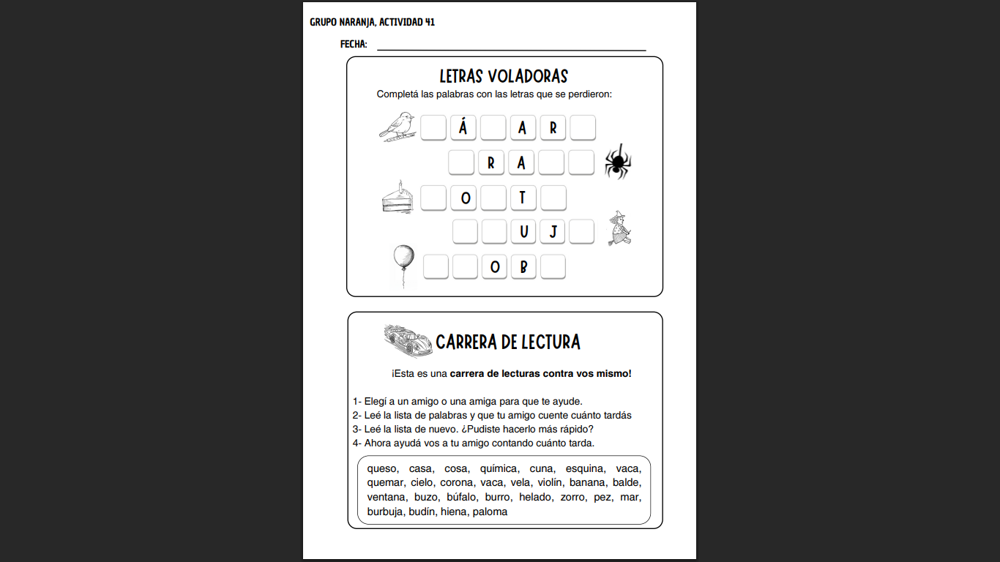 GRUPO NARANJA, ACTIVIDAD 41
FECHA:
LETRAS VOLADORAS
Completá las palabras con las letras que se perdieron:
Á A R
R A
O T
U J
O B
CARRERA DE LECTURA
¡Esta es una carrera de lecturas contra vos mismo!
1- Elegí a un amigo o una amiga para que te ayude.
2- Leé la lista de palabras y que tu amigo cuente cuánto tardás
3- Leé la lista de nuevo. ¿Pudiste hacerlo más rápido?
4- Ahora ayudá vos a tu amigo contando cuánto tarda.
queso, casa, cosa, química, cuna, esquina, vaca,
quemar, cielo, corona, vaca, vela, violín, banana, balde,
ventana, buzo, búfalo, burro, helado, zorro, pez, mar,
burbuja, budín, hiena, paloma